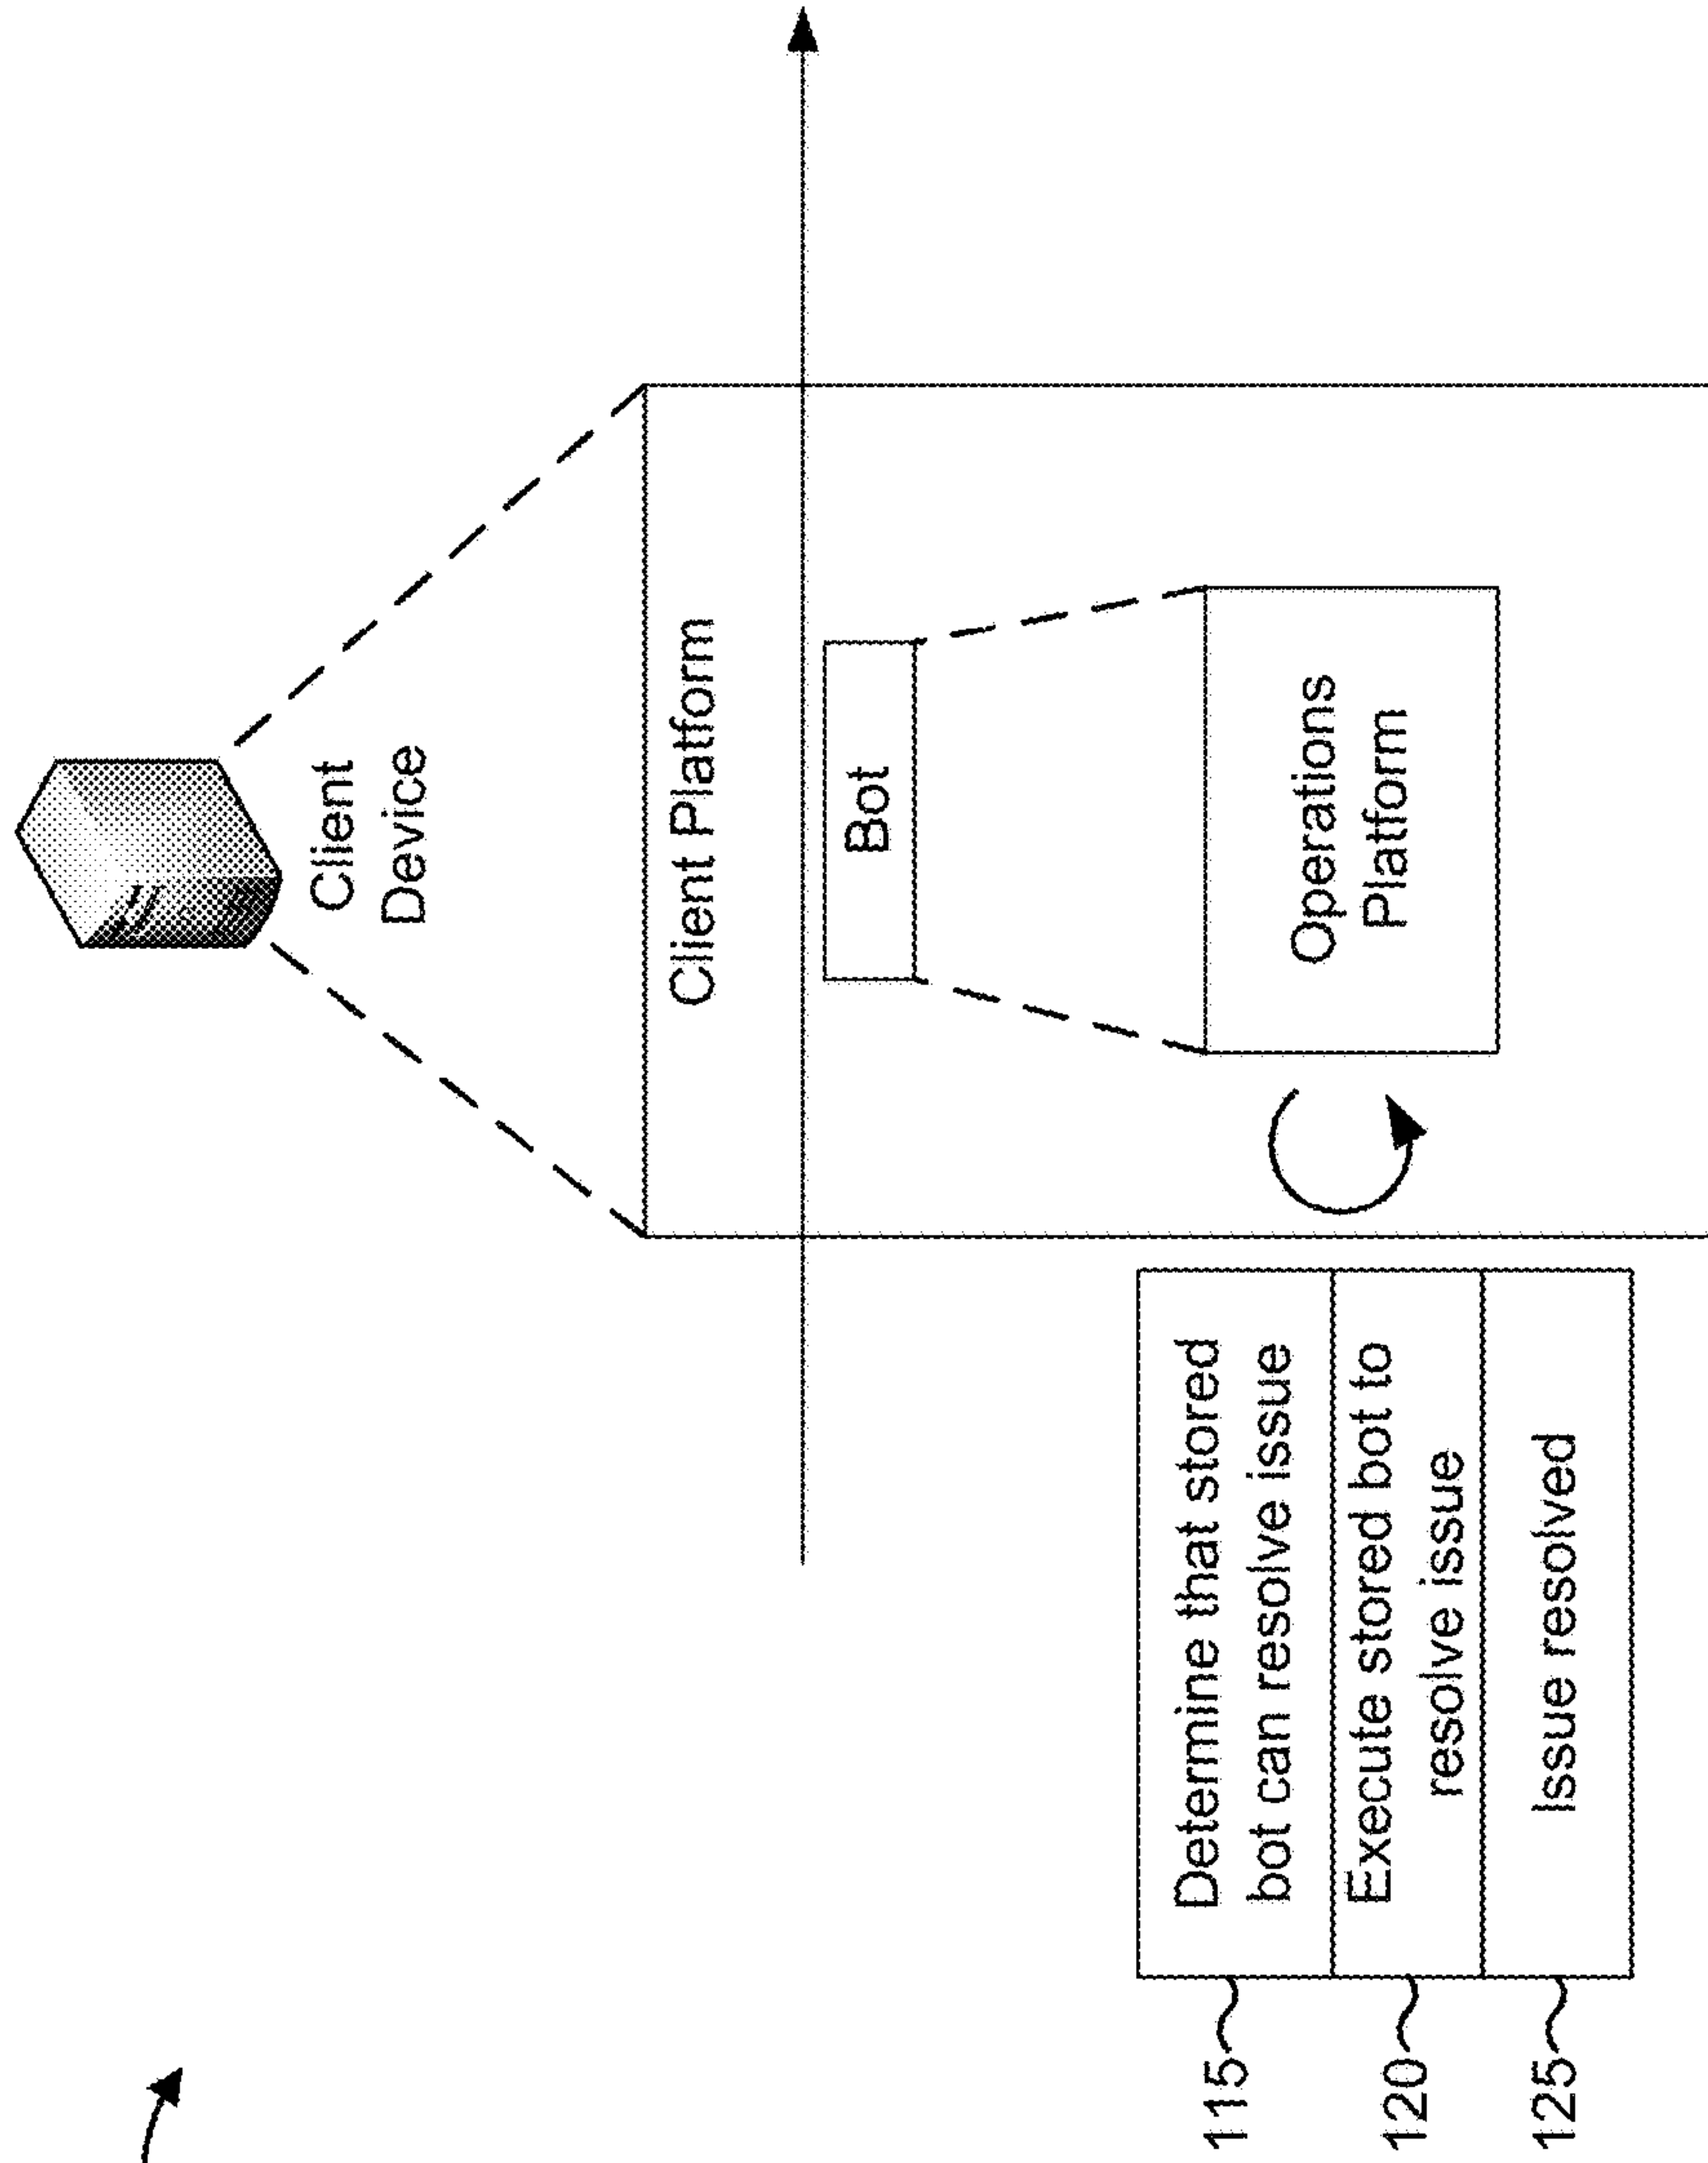 Client
Device
Client Platform
Bot
Operations
Platform
115
Determine that stored
bot can resolve issue
120
Execute stored bot to
resolve issue
125
Issue resolved